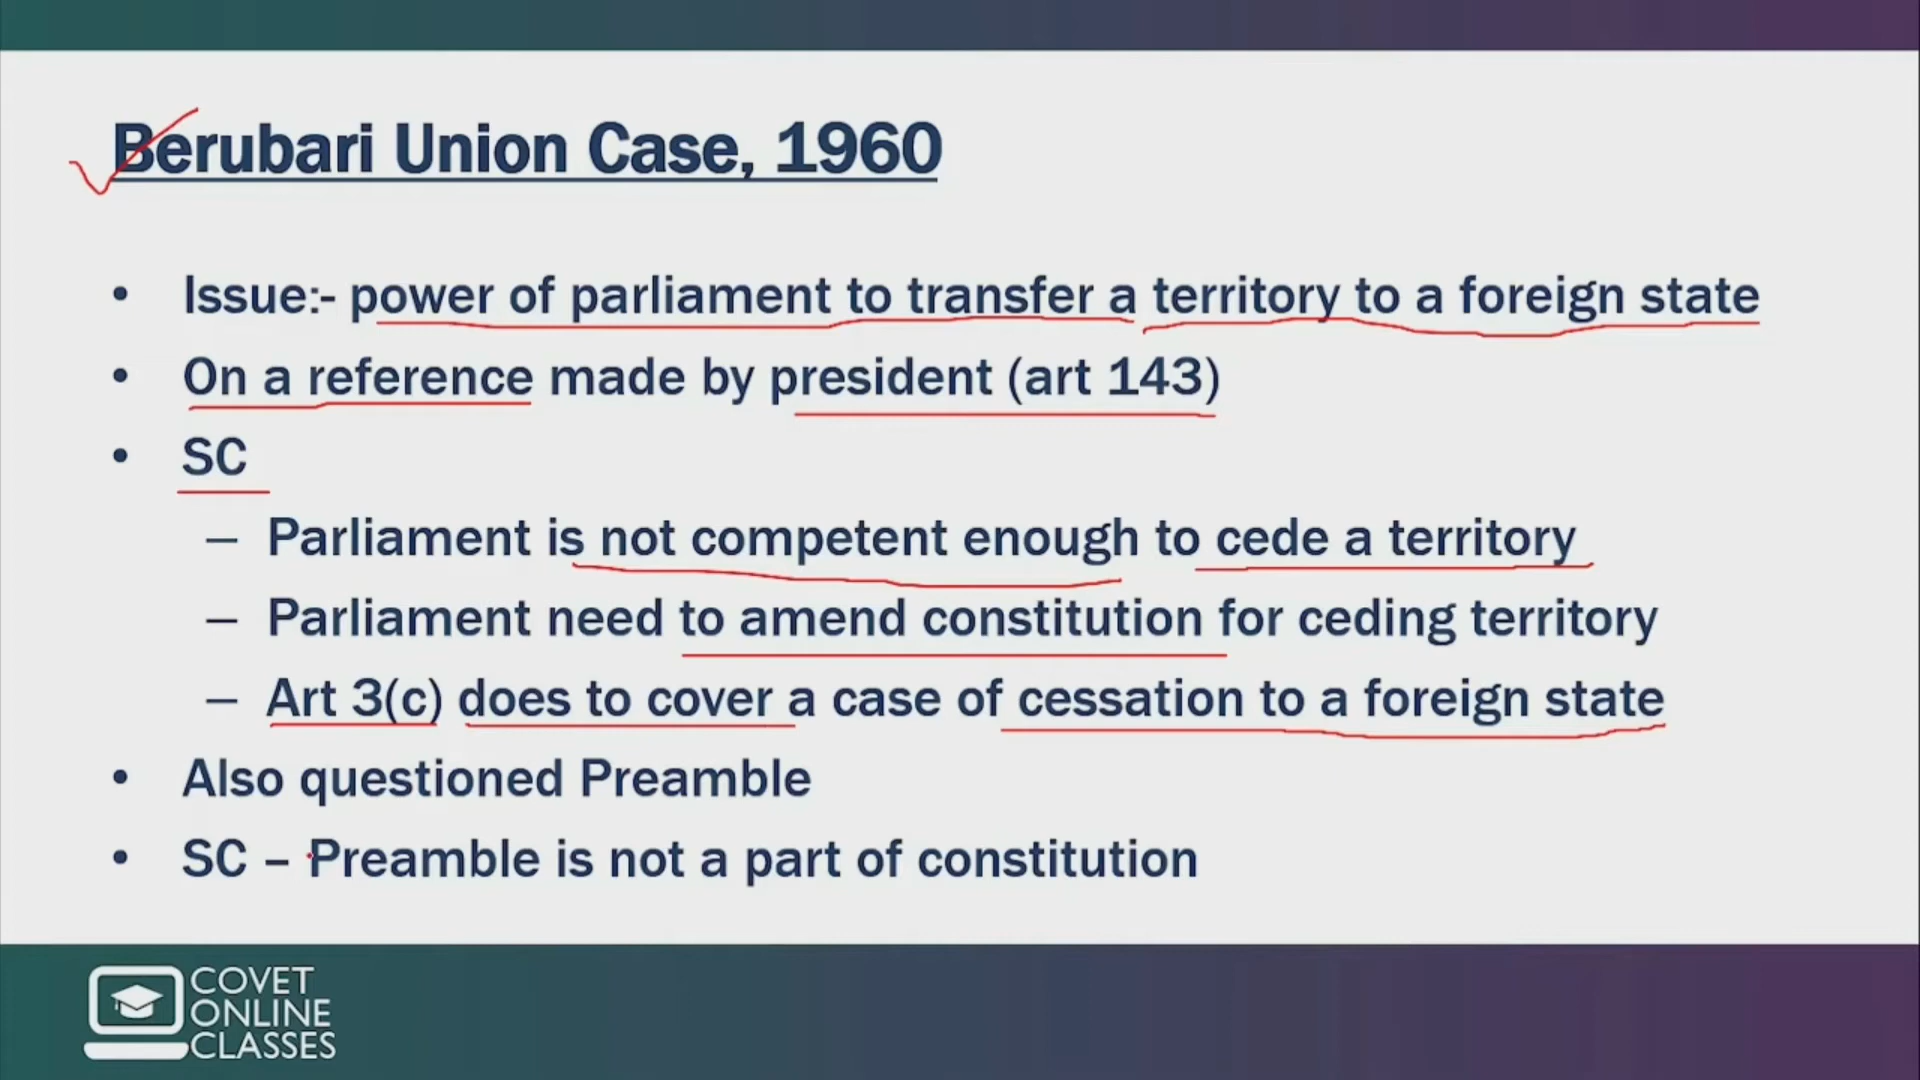 Berubari Union Case, 1960
• Issue:- power of parliament to transfer a territory to a foreign state
• On a reference made by president (art 143)
• SC
– Parliament is not competent enough to cede a territory
– Parliament need to amend constitution for ceding territory
– Art 3(c) does to cover a case of cessation to a foreign state
• Also questioned Preamble
• SC – Preamble is not a part of constitution
COVET
ONLINE
CLASSES